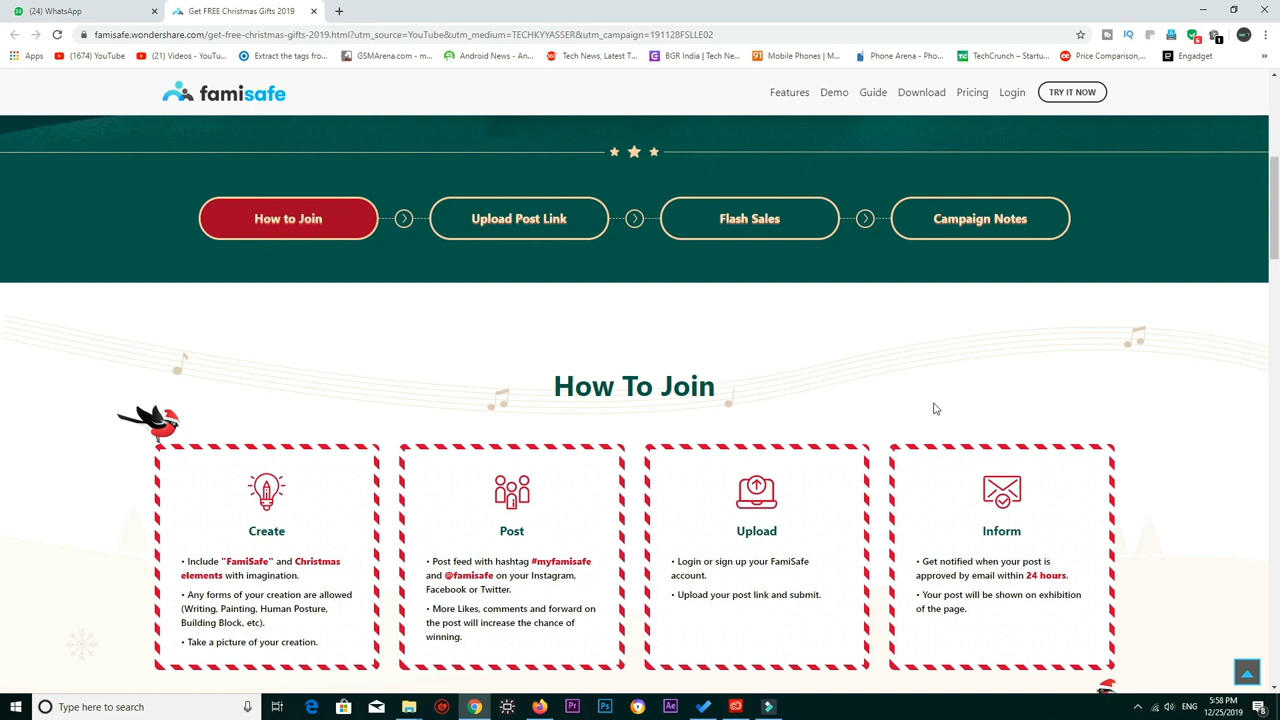 (24) WhatsApp
Get FREE Christmas Gifts 2019
famisafe.wondershare.com/get-free-christmas-gifts-2019.html?utm_source=YouTube&utm_medium=TECHKYYASSER&utm_campaign=191128FSLLE02
Apps
(1674) YouTube
(21) Videos - YouTu...
Extract the tags fro...
GSMArena.com - m...
Android News - An...
Tech News, Latest T...
BGR India | Tech Ne...
Mobile Phones | Mo...
Phone Arena - Pho...
TechCrunch – Startu...
Price Comparison,...
Engadget
famisafe
Features
Demo
Guide
Download
Pricing
Login
TRY IT NOW
How to Join
Upload Post Link
Flash Sales
Campaign Notes
How To Join
Create
• Include "FamiSafe" and Christmas
elements with imagination.
• Any forms of your creation are allowed
(Writing, Painting, Human Posture,
Building Block, etc).
• Take a picture of your creation.
Post
• Post feed with hashtag #myfamisafe
and @famisafe on your Instagram,
Facebook or Twitter.
• More Likes, comments and forward on
the post will increase the chance of
winning.
Upload
• Login or sign up your FamiSafe
account.
• Upload your post link and submit.
Inform
• Get notified when your post is
approved by email within 24 hours.
• Your post will be shown on exhibition
of the page.
Type here to search
ENG
5:58 PM
12/25/2019